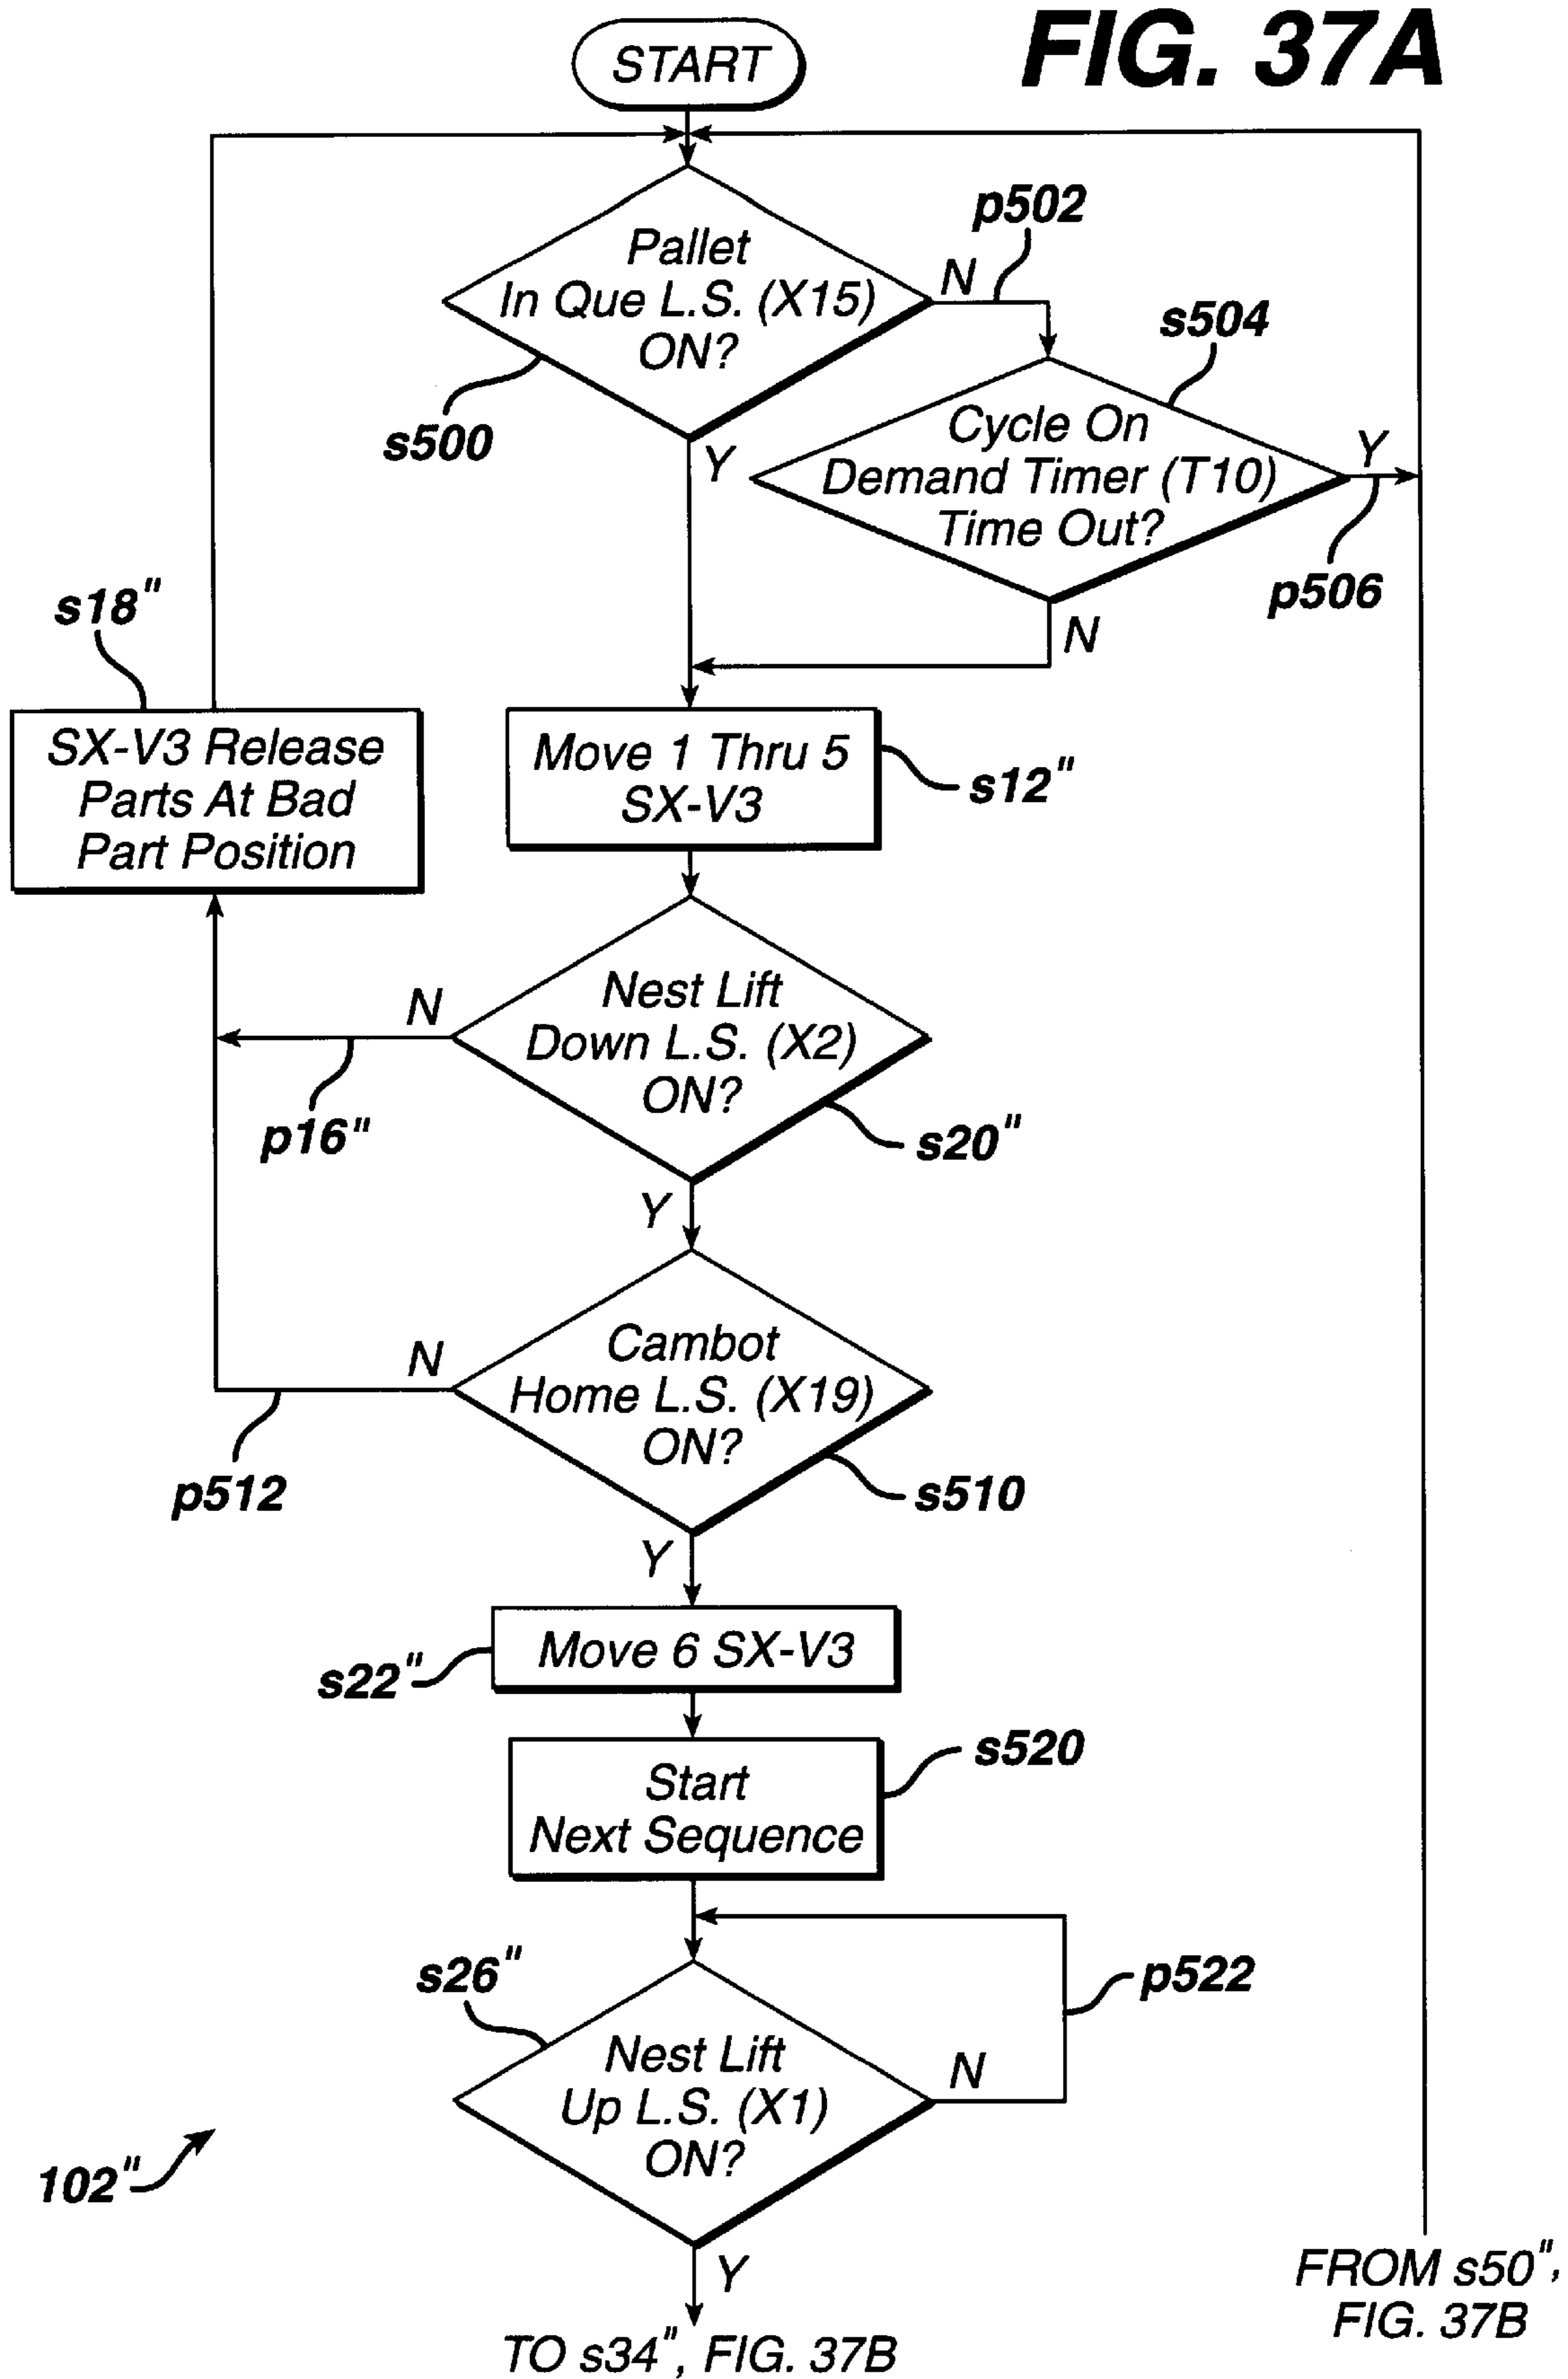 FIG. 37A
START
Pallet
In Que L.S. (X15)
ON?
N
p502
s500
Y
s504
Cycle On
Demand Timer (T10)
Time Out?
Y
p506
N
s18"
SX-V3 Release
Parts At Bad
Part Position
Move 1 Thru 5
SX-V3
s12"
Nest Lift
Down L.S. (X2)
ON?
N
p16"
s20"
Y
Cambot
Home L.S. (X19)
ON?
N
p512
s510
Y
Move 6 SX-V3
s22"
Start
Next Sequence
s520
s26"
Nest Lift
Up L.S. (X1)
ON?
N
p522
102"
Y
TO s34", FIG. 37B
FROM s50",
FIG. 37B